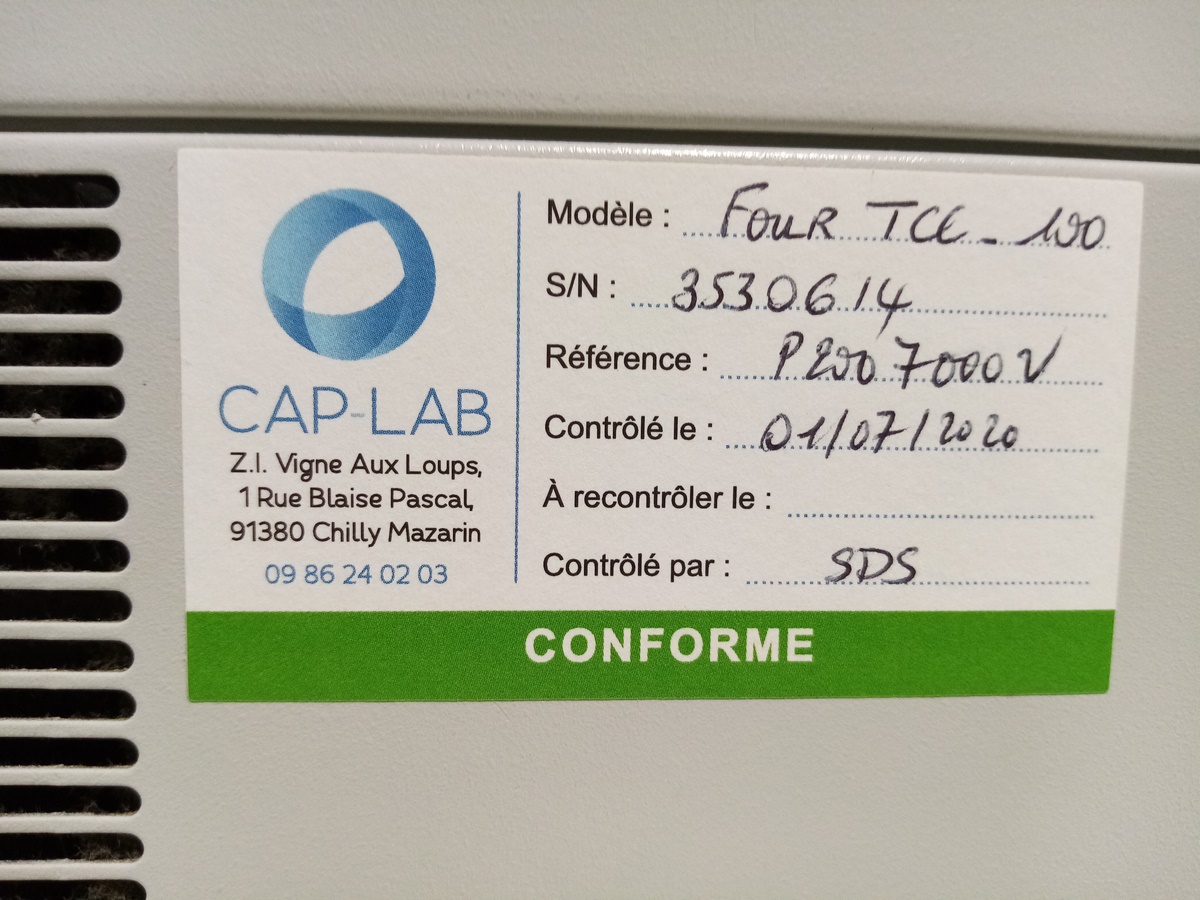 CAP-LAB
Z.I. Vigne Aux Loups,
1 Rue Blaise Pascal,
91380 Chilly Mazarin
09 86 24 02 03
Modèle : FOUR TCC - 100
S/N : 3530614
Référence : P2007000V
Contrôlé le : 01/07/2020
À recontrôler le :
Contrôlé par : SDS
CONFORME